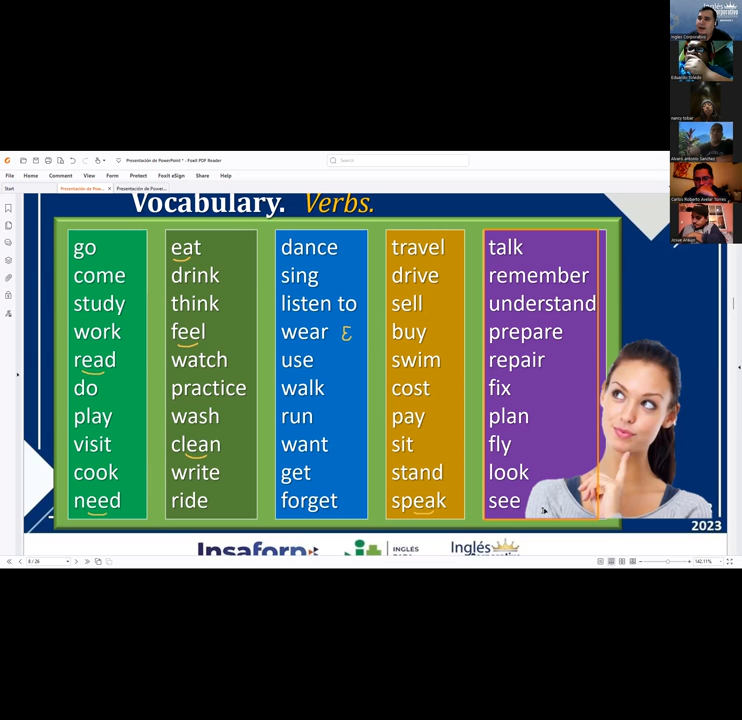 Inglés
Corporativo
Ingles Corporativo
Eduardo Toledo
nancy tobar
Alvaro antonio Sanchez
Carlos Roberto Avelar Torres
Josue Araujo
Presentación de PowerPoint * - Foxit PDF Reader
Search
File Home Comment View Form Protect Foxit eSign Share Help
Start
Presentación de Pow... × Presentación de Power...
Vocabulary. Verbs.
go eat dance travel talk
come drink sing drive remember
study think listen to sell understand
work feel wear ε buy prepare
read watch use swim repair
do practice walk cost fix
play wash run pay plan
visit clean want sit fly
cook write get stand look
need ride forget speak see
2023
Insaforp INGLÉS Inglés
8 / 26
142.11%